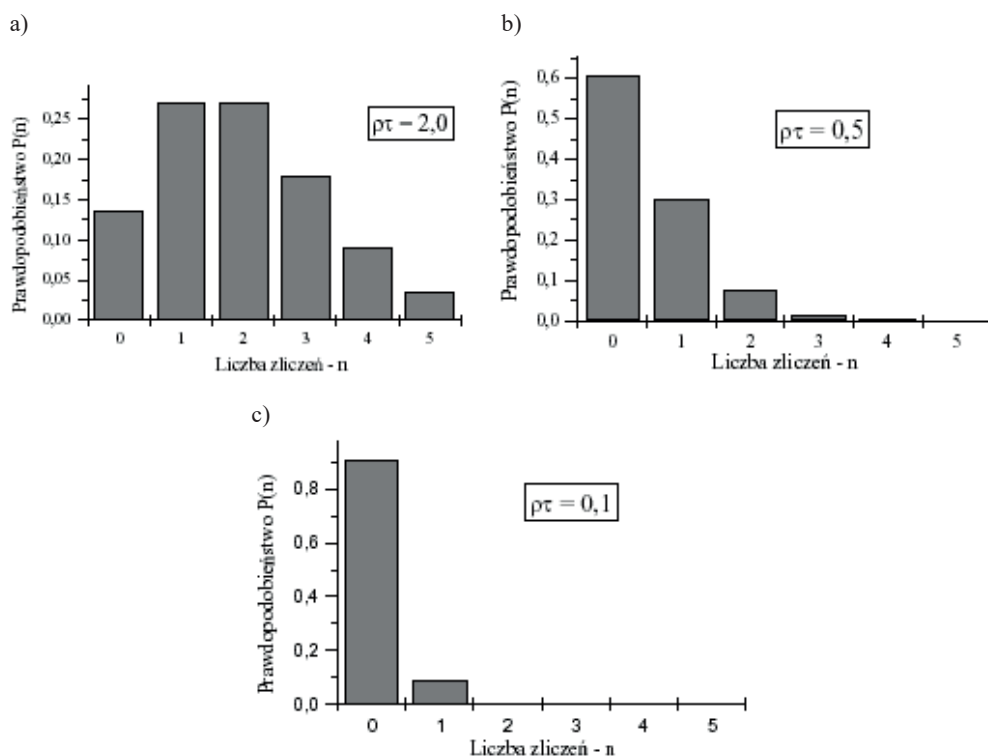 a)
Prawdopodobieństwo P(n)
0,25
0,20
0,15
0,10
0,05
0,00
ρτ = 2,0
0 1 2 3 4 5
Liczba zliczeń - n
b)
Prawdopodobieństwo P(n)
0,6
0,5
0,4
0,3
0,2
0,1
0,0
ρτ = 0,5
0 1 2 3 4 5
Liczba zliczeń - n
c)
Prawdopodobieństwo P(n)
0,8
0,6
0,4
0,2
0,0
ρτ = 0,1
0 1 2 3 4 5
Liczba zliczeń - n